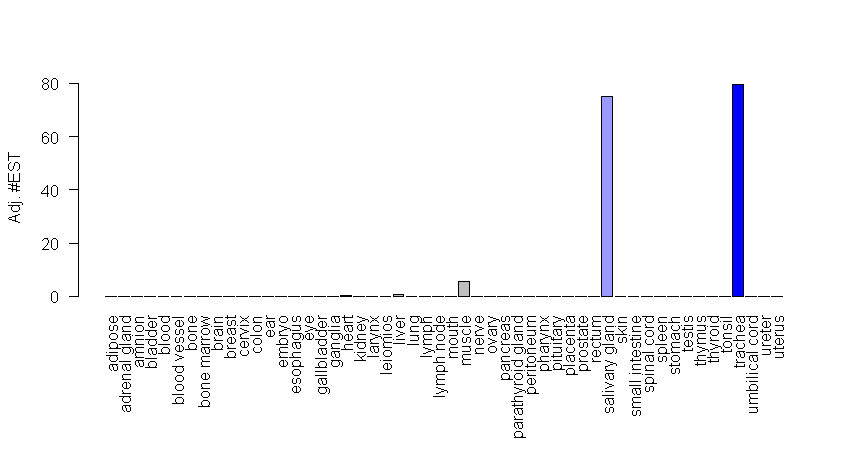 Adj. #EST
80
60
40
20
0
adipose
adrenal gland
amnion
bladder
blood
blood vessel
bone
bone marrow
brain
breast
cervix
colon
ear
embryo
esophagus
eye
gallbladder
ganglia
heart
kidney
larynx
leiomios
liver
lung
lymph
lymph node
mouth
muscle
nerve
ovary
pancreas
parathyroid gland
peritoneum
pharynx
pituitary
placenta
prostate
rectum
salivary gland
skin
small intestine
spinal cord
spleen
stomach
testis
thymus
thyroid
tonsil
trachea
umbilical cord
ureter
uterus